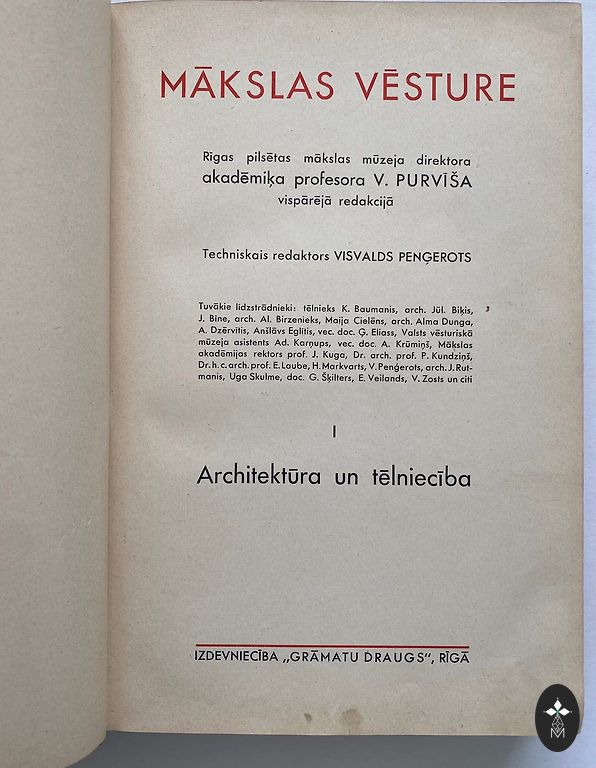 MĀKSLAS VĒSTURE
Rīgas pilsētas mākslas mūzeja direktora
akadēmiķa profesora V. PURVĪŠA
vispārējā redakcijā
Techniskais redaktors VISVALDS PEŅĢEROTS
Tuvākie līdzstrādnieki: tēlnieks K. Baumanis, arch. Jūl. Biķis,
J. Bīne, arch. Al. Birzenieks, Maija Cielēns, arch. Alma Dunga,
A. Dzērvītis, Anšlāvs Eglītis, vec. doc. Ģ. Eliass, Valsts vēsturiskā
mūzeja asistents Ad. Karņups, vec. doc. A. Krūmiņš, Mākslas
akadēmijas rektors prof. J. Kuga, Dr. arch. prof. P. Kundziņš,
Dr. h. c. arch. prof. E. Laube, H. Markvarts, V. Peņģerots, arch. J. Rut-
manis, Uga Skulme, doc. G. Šķilters, E. Veilands, V. Zosts un citi
I
Architektūra un tēlniecība
IZDEVNIECĪBA „GRĀMATU DRAUGS“, RĪGĀ
M